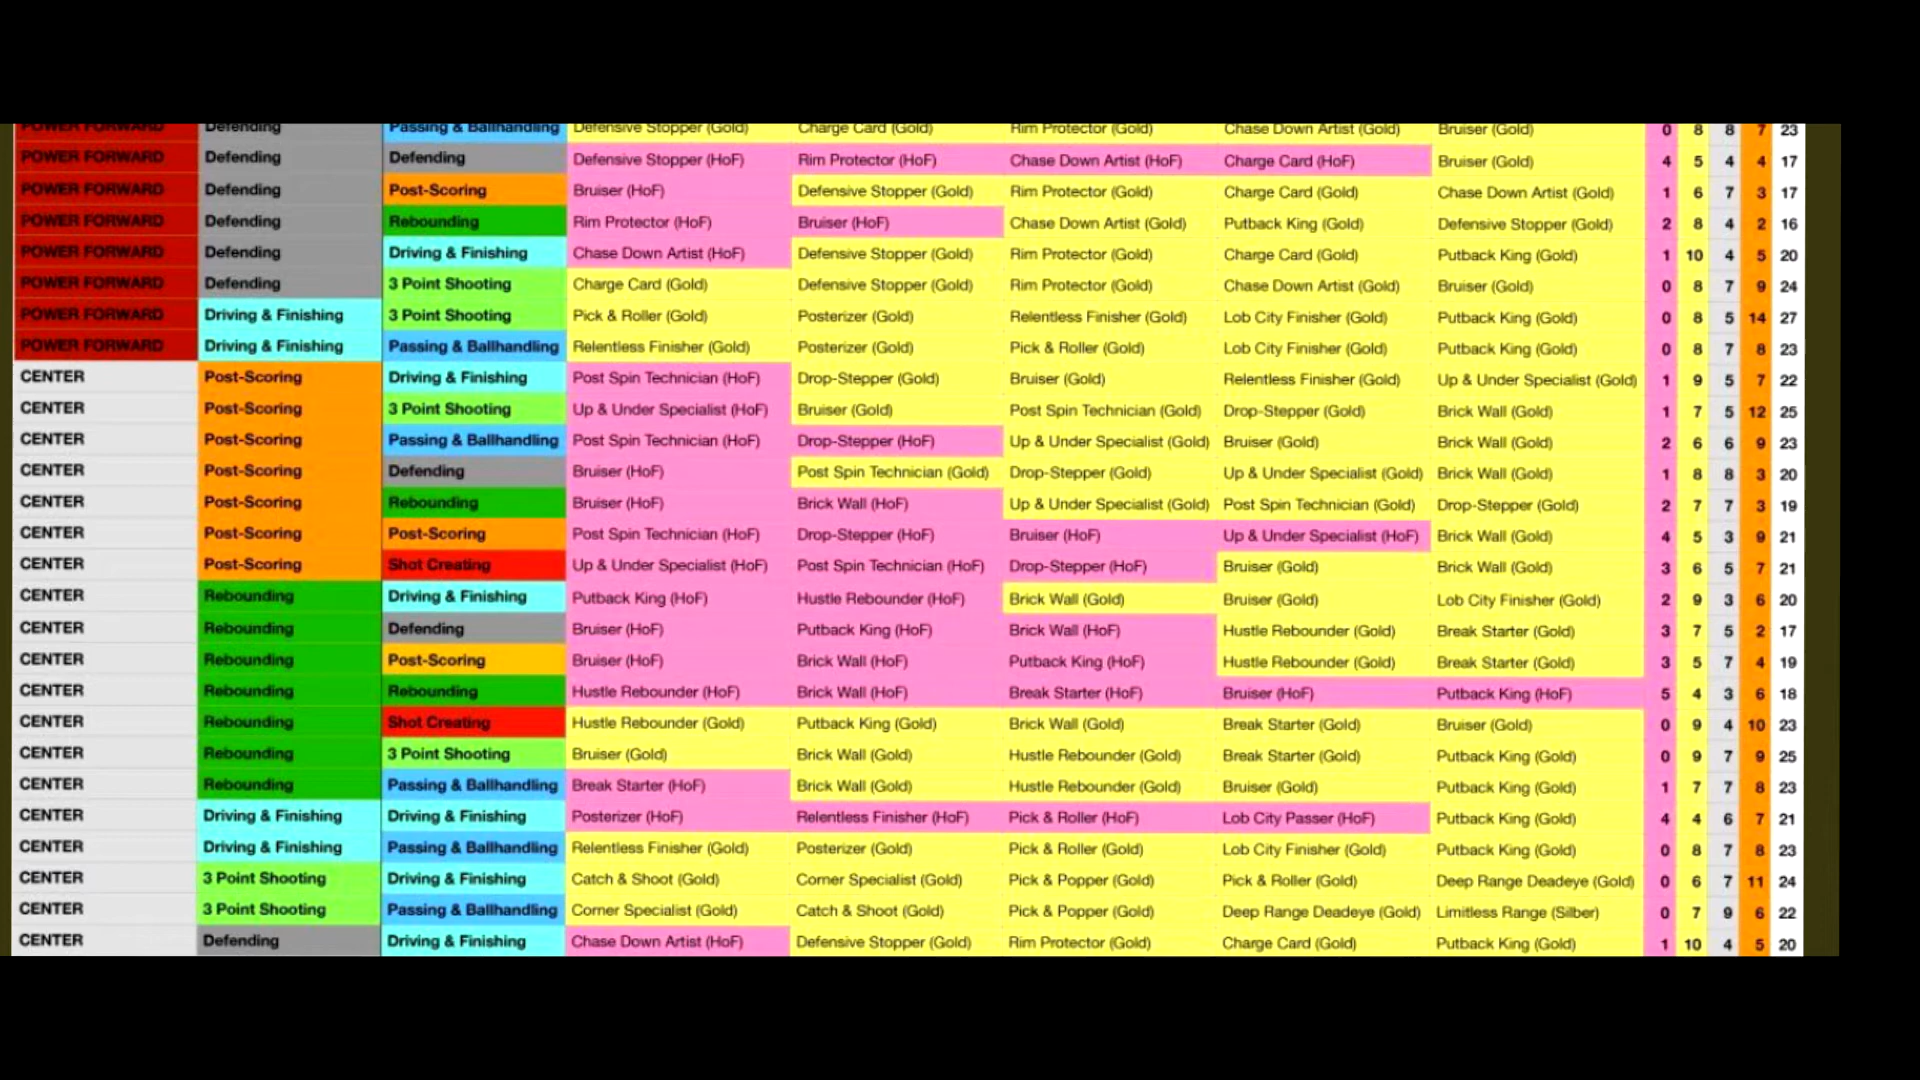 POWER FORWARD Defending Passing & Ballhandling Defensive Stopper (Gold) Charge Card (Gold) Rim Protector (Gold) Chase Down Artist (Gold) Bruiser (Gold) 0 8 8 7 23
POWER FORWARD Defending Defending Defensive Stopper (HoF) Rim Protector (HoF) Chase Down Artist (HoF) Charge Card (HoF) Bruiser (Gold) 4 5 4 4 17
POWER FORWARD Defending Post-Scoring Bruiser (HoF) Defensive Stopper (Gold) Rim Protector (Gold) Charge Card (Gold) Chase Down Artist (Gold) 1 6 7 3 17
POWER FORWARD Defending Rebounding Rim Protector (HoF) Bruiser (HoF) Chase Down Artist (Gold) Putback King (Gold) Defensive Stopper (Gold) 2 8 4 2 16
POWER FORWARD Defending Driving & Finishing Chase Down Artist (HoF) Defensive Stopper (Gold) Rim Protector (Gold) Charge Card (Gold) Putback King (Gold) 1 10 4 5 20
POWER FORWARD Defending 3 Point Shooting Charge Card (Gold) Defensive Stopper (Gold) Rim Protector (Gold) Chase Down Artist (Gold) Bruiser (Gold) 0 8 7 9 24
POWER FORWARD Driving & Finishing 3 Point Shooting Pick & Roller (Gold) Posterizer (Gold) Relentless Finisher (Gold) Lob City Finisher (Gold) Putback King (Gold) 0 8 5 14 27
POWER FORWARD Driving & Finishing Passing & Ballhandling Relentless Finisher (Gold) Posterizer (Gold) Pick & Roller (Gold) Lob City Finisher (Gold) Putback King (Gold) 0 8 7 8 23
CENTER Post-Scoring Driving & Finishing Post Spin Technician (HoF) Drop-Stepper (Gold) Bruiser (Gold) Relentless Finisher (Gold) Up & Under Specialist (Gold) 1 9 5 7 22
CENTER Post-Scoring 3 Point Shooting Up & Under Specialist (HoF) Bruiser (Gold) Post Spin Technician (Gold) Drop-Stepper (Gold) Brick Wall (Gold) 1 7 5 12 25
CENTER Post-Scoring Passing & Ballhandling Post Spin Technician (HoF) Drop-Stepper (HoF) Up & Under Specialist (Gold) Bruiser (Gold) Brick Wall (Gold) 2 6 6 9 23
CENTER Post-Scoring Defending Bruiser (HoF) Post Spin Technician (Gold) Drop-Stepper (Gold) Up & Under Specialist (Gold) Brick Wall (Gold) 1 8 8 3 20
CENTER Post-Scoring Rebounding Bruiser (HoF) Brick Wall (HoF) Up & Under Specialist (Gold) Post Spin Technician (Gold) Drop-Stepper (Gold) 2 7 7 3 19
CENTER Post-Scoring Post-Scoring Post Spin Technician (HoF) Drop-Stepper (HoF) Bruiser (HoF) Up & Under Specialist (HoF) Brick Wall (Gold) 4 5 3 9 21
CENTER Post-Scoring Shot Creating Up & Under Specialist (HoF) Post Spin Technician (HoF) Drop-Stepper (HoF) Bruiser (Gold) Brick Wall (Gold) 3 6 5 7 21
CENTER Rebounding Driving & Finishing Putback King (HoF) Hustle Rebounder (HoF) Brick Wall (Gold) Bruiser (Gold) Lob City Finisher (Gold) 2 9 3 6 20
CENTER Rebounding Defending Bruiser (HoF) Putback King (HoF) Brick Wall (HoF) Hustle Rebounder (Gold) Break Starter (Gold) 3 7 5 2 17
CENTER Rebounding Post-Scoring Bruiser (HoF) Brick Wall (HoF) Putback King (HoF) Hustle Rebounder (Gold) Break Starter (Gold) 3 5 7 4 19
CENTER Rebounding Rebounding Hustle Rebounder (HoF) Brick Wall (HoF) Break Starter (HoF) Bruiser (HoF) Putback King (HoF) 5 4 3 6 18
CENTER Rebounding Shot Creating Hustle Rebounder (Gold) Putback King (Gold) Brick Wall (Gold) Break Starter (Gold) Bruiser (Gold) 0 9 4 10 23
CENTER Rebounding 3 Point Shooting Bruiser (Gold) Brick Wall (Gold) Hustle Rebounder (Gold) Break Starter (Gold) Putback King (Gold) 0 9 7 9 25
CENTER Rebounding Passing & Ballhandling Break Starter (HoF) Brick Wall (Gold) Hustle Rebounder (Gold) Bruiser (Gold) Putback King (Gold) 1 7 7 8 23
CENTER Driving & Finishing Driving & Finishing Posterizer (HoF) Relentless Finisher (HoF) Pick & Roller (HoF) Lob City Passer (HoF) Putback King (Gold) 4 4 6 7 21
CENTER Driving & Finishing Passing & Ballhandling Relentless Finisher (Gold) Posterizer (Gold) Pick & Roller (Gold) Lob City Finisher (Gold) Putback King (Gold) 0 8 7 8 23
CENTER 3 Point Shooting Driving & Finishing Catch & Shoot (Gold) Corner Specialist (Gold) Pick & Popper (Gold) Pick & Roller (Gold) Deep Range Deadeye (Gold) 0 6 7 11 24
CENTER 3 Point Shooting Passing & Ballhandling Corner Specialist (Gold) Catch & Shoot (Gold) Pick & Popper (Gold) Deep Range Deadeye (Gold) Limitless Range (Silber) 0 7 9 6 22
CENTER Defending Driving & Finishing Chase Down Artist (HoF) Defensive Stopper (Gold) Rim Protector (Gold) Charge Card (Gold) Putback King (Gold) 1 10 4 5 20